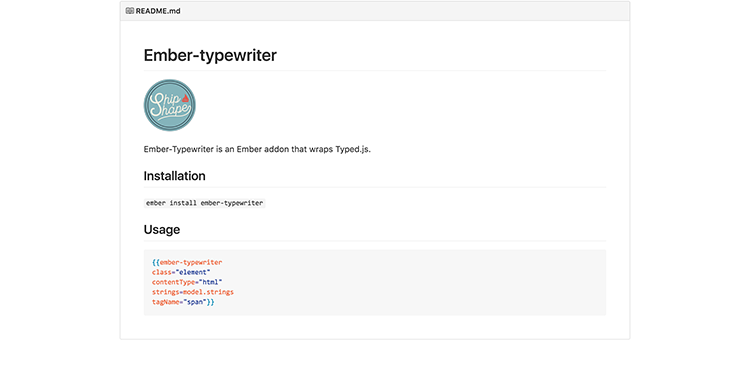 README.md
Ember-typewriter
Ship
Shape
Ember-Typewriter is an Ember addon that wraps Typed.js.
Installation
ember install ember-typewriter
Usage
{{ember-typewriter
class="element"
contentType="html"
strings=model.strings
tagName="span"}}